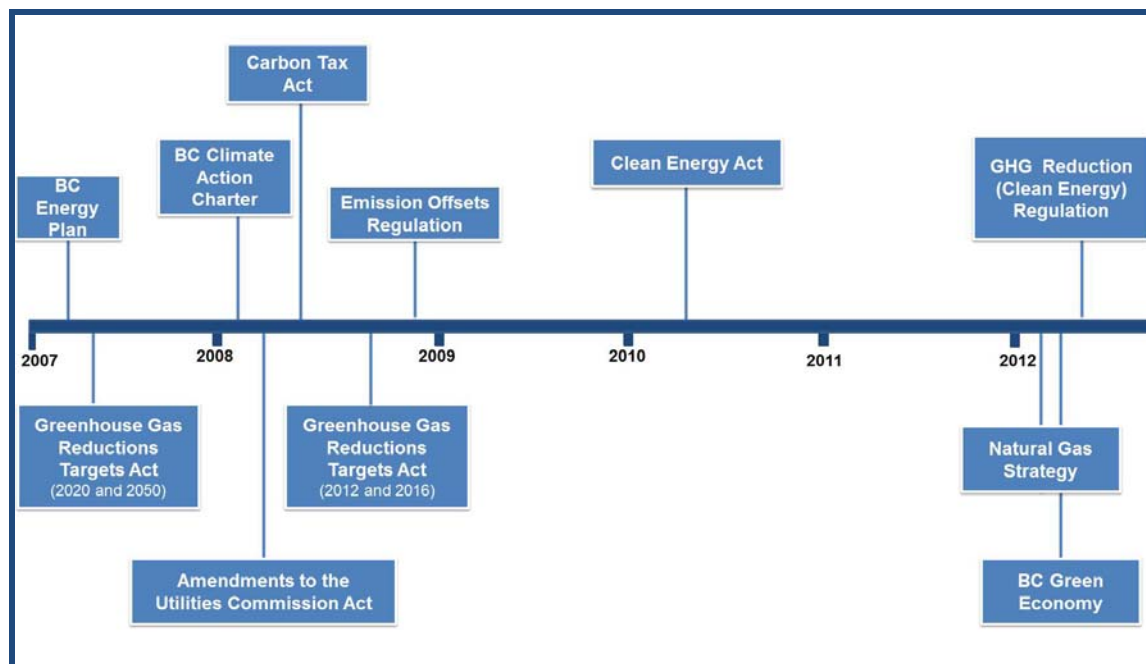 Carbon Tax
Act
BC Climate
Action
Charter
Clean Energy Act
GHG Reduction
(Clean Energy)
Regulation
BC
Energy
Plan
Emission Offsets
Regulation
2007
2008
2009
2010
2011
2012
Greenhouse Gas
Reductions
Targets Act
(2020 and 2050)
Greenhouse Gas
Reductions
Targets Act
(2012 and 2016)
Natural Gas
Strategy
Amendments to the
Utilities Commission Act
BC Green
Economy